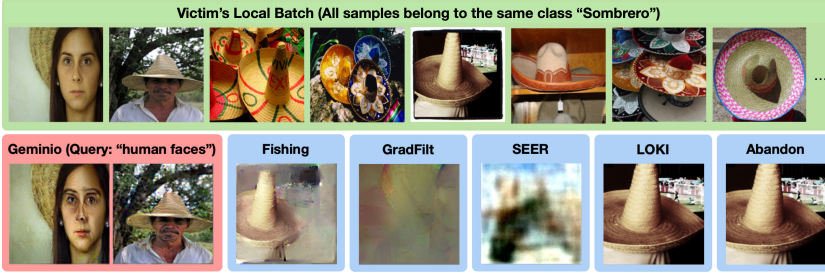 Victim's Local Batch (All samples belong to the same class "Sombrero")
...
Geminio (Query: "human faces")
Fishing
GradFilt
SEER
LOKI
Abandon